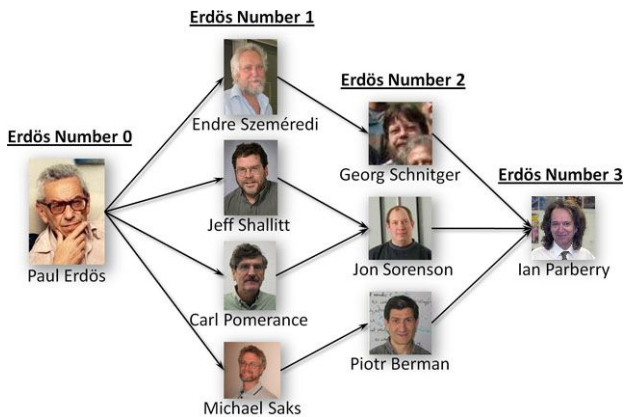 Erdös Number 1
Endre Szeméredi
Jeff Shallitt
Carl Pomerance
Michael Saks
Erdös Number 0
Paul Erdös
Erdös Number 2
Georg Schnitger
Jon Sorenson
Piotr Berman
Erdös Number 3
Ian Parberry